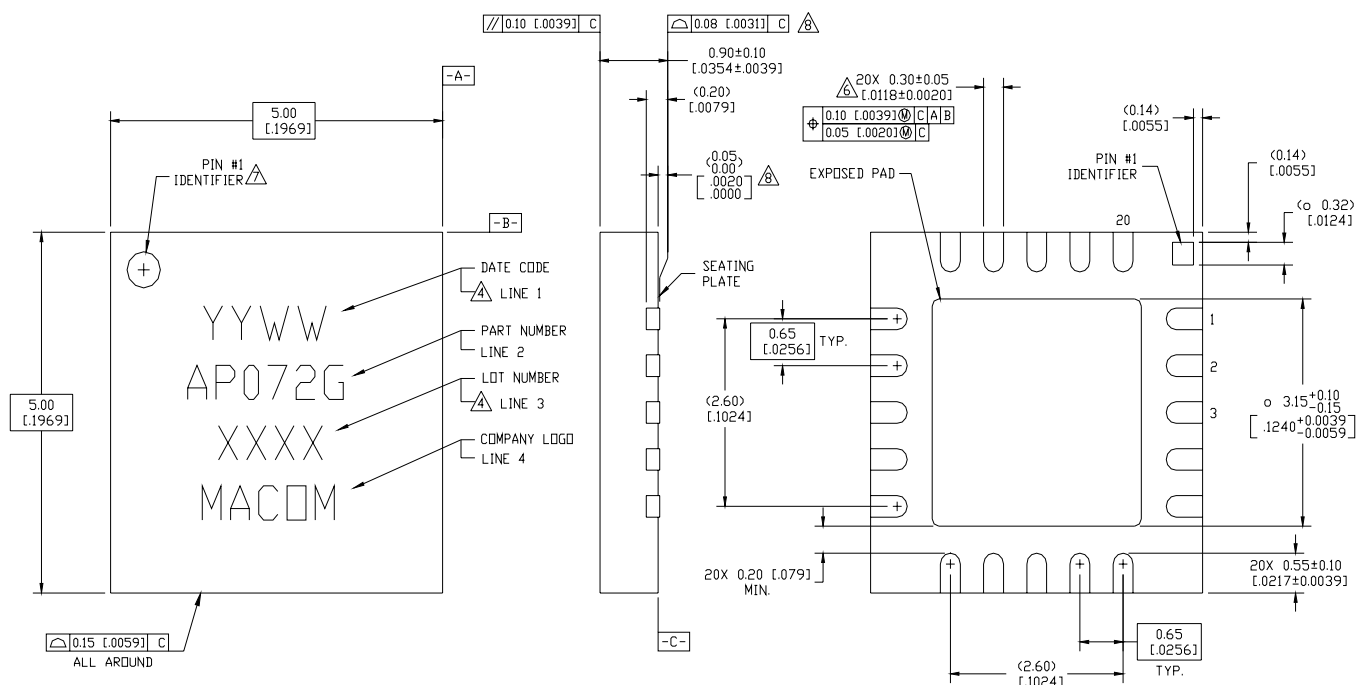 // 0.10 [.0039] C
⌓ 0.08 [.0031] C 8
-A-
5.00
[.1969]
PIN #1
IDENTIFIER 7
-B-
5.00
[.1969]
YYWW
AP072G
XXXX
MACOM
DATE CODE
4 LINE 1
PART NUMBER
LINE 2
LOT NUMBER
4 LINE 3
COMPANY LOGO
LINE 4
⌓ 0.15 [.0059] C
ALL AROUND
0.90±0.10
[.0354±.0039]
(0.20)
[.0079]
(0.05
0.00)
[.0020
.0000] 8
SEATING
PLATE
-C-
6 20X 0.30±0.05
[.0118±0.0020]
⌖ 0.10 [.0039] Ⓜ C A B
0.05 [.0020] Ⓜ C
EXPOSED PAD
PIN #1
IDENTIFIER
20
(0.14)
[.0055]
(0.14)
[.0055]
(o 0.32)
[.0124]
0.65
[.0256]
TYP.
(2.60)
[.1024]
1
2
3
o 3.15+0.10
-0.15
[.1240+0.0039
-0.0059]
20X 0.20 [.079]
MIN.
20X 0.55±0.10
[.0217±0.0039]
0.65
[.0256]
TYP.
(2.60)
[.1024]